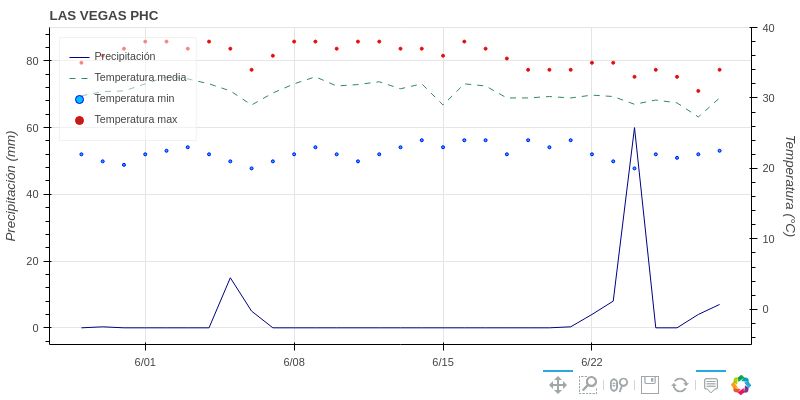 LAS VEGAS PHC
Precipitación
Temperatura media
Temperatura min
Temperatura max
Precipitación (mm)
80
60
40
20
0
Temperatura (°C)
40
30
20
10
0
6/01
6/08
6/15
6/22